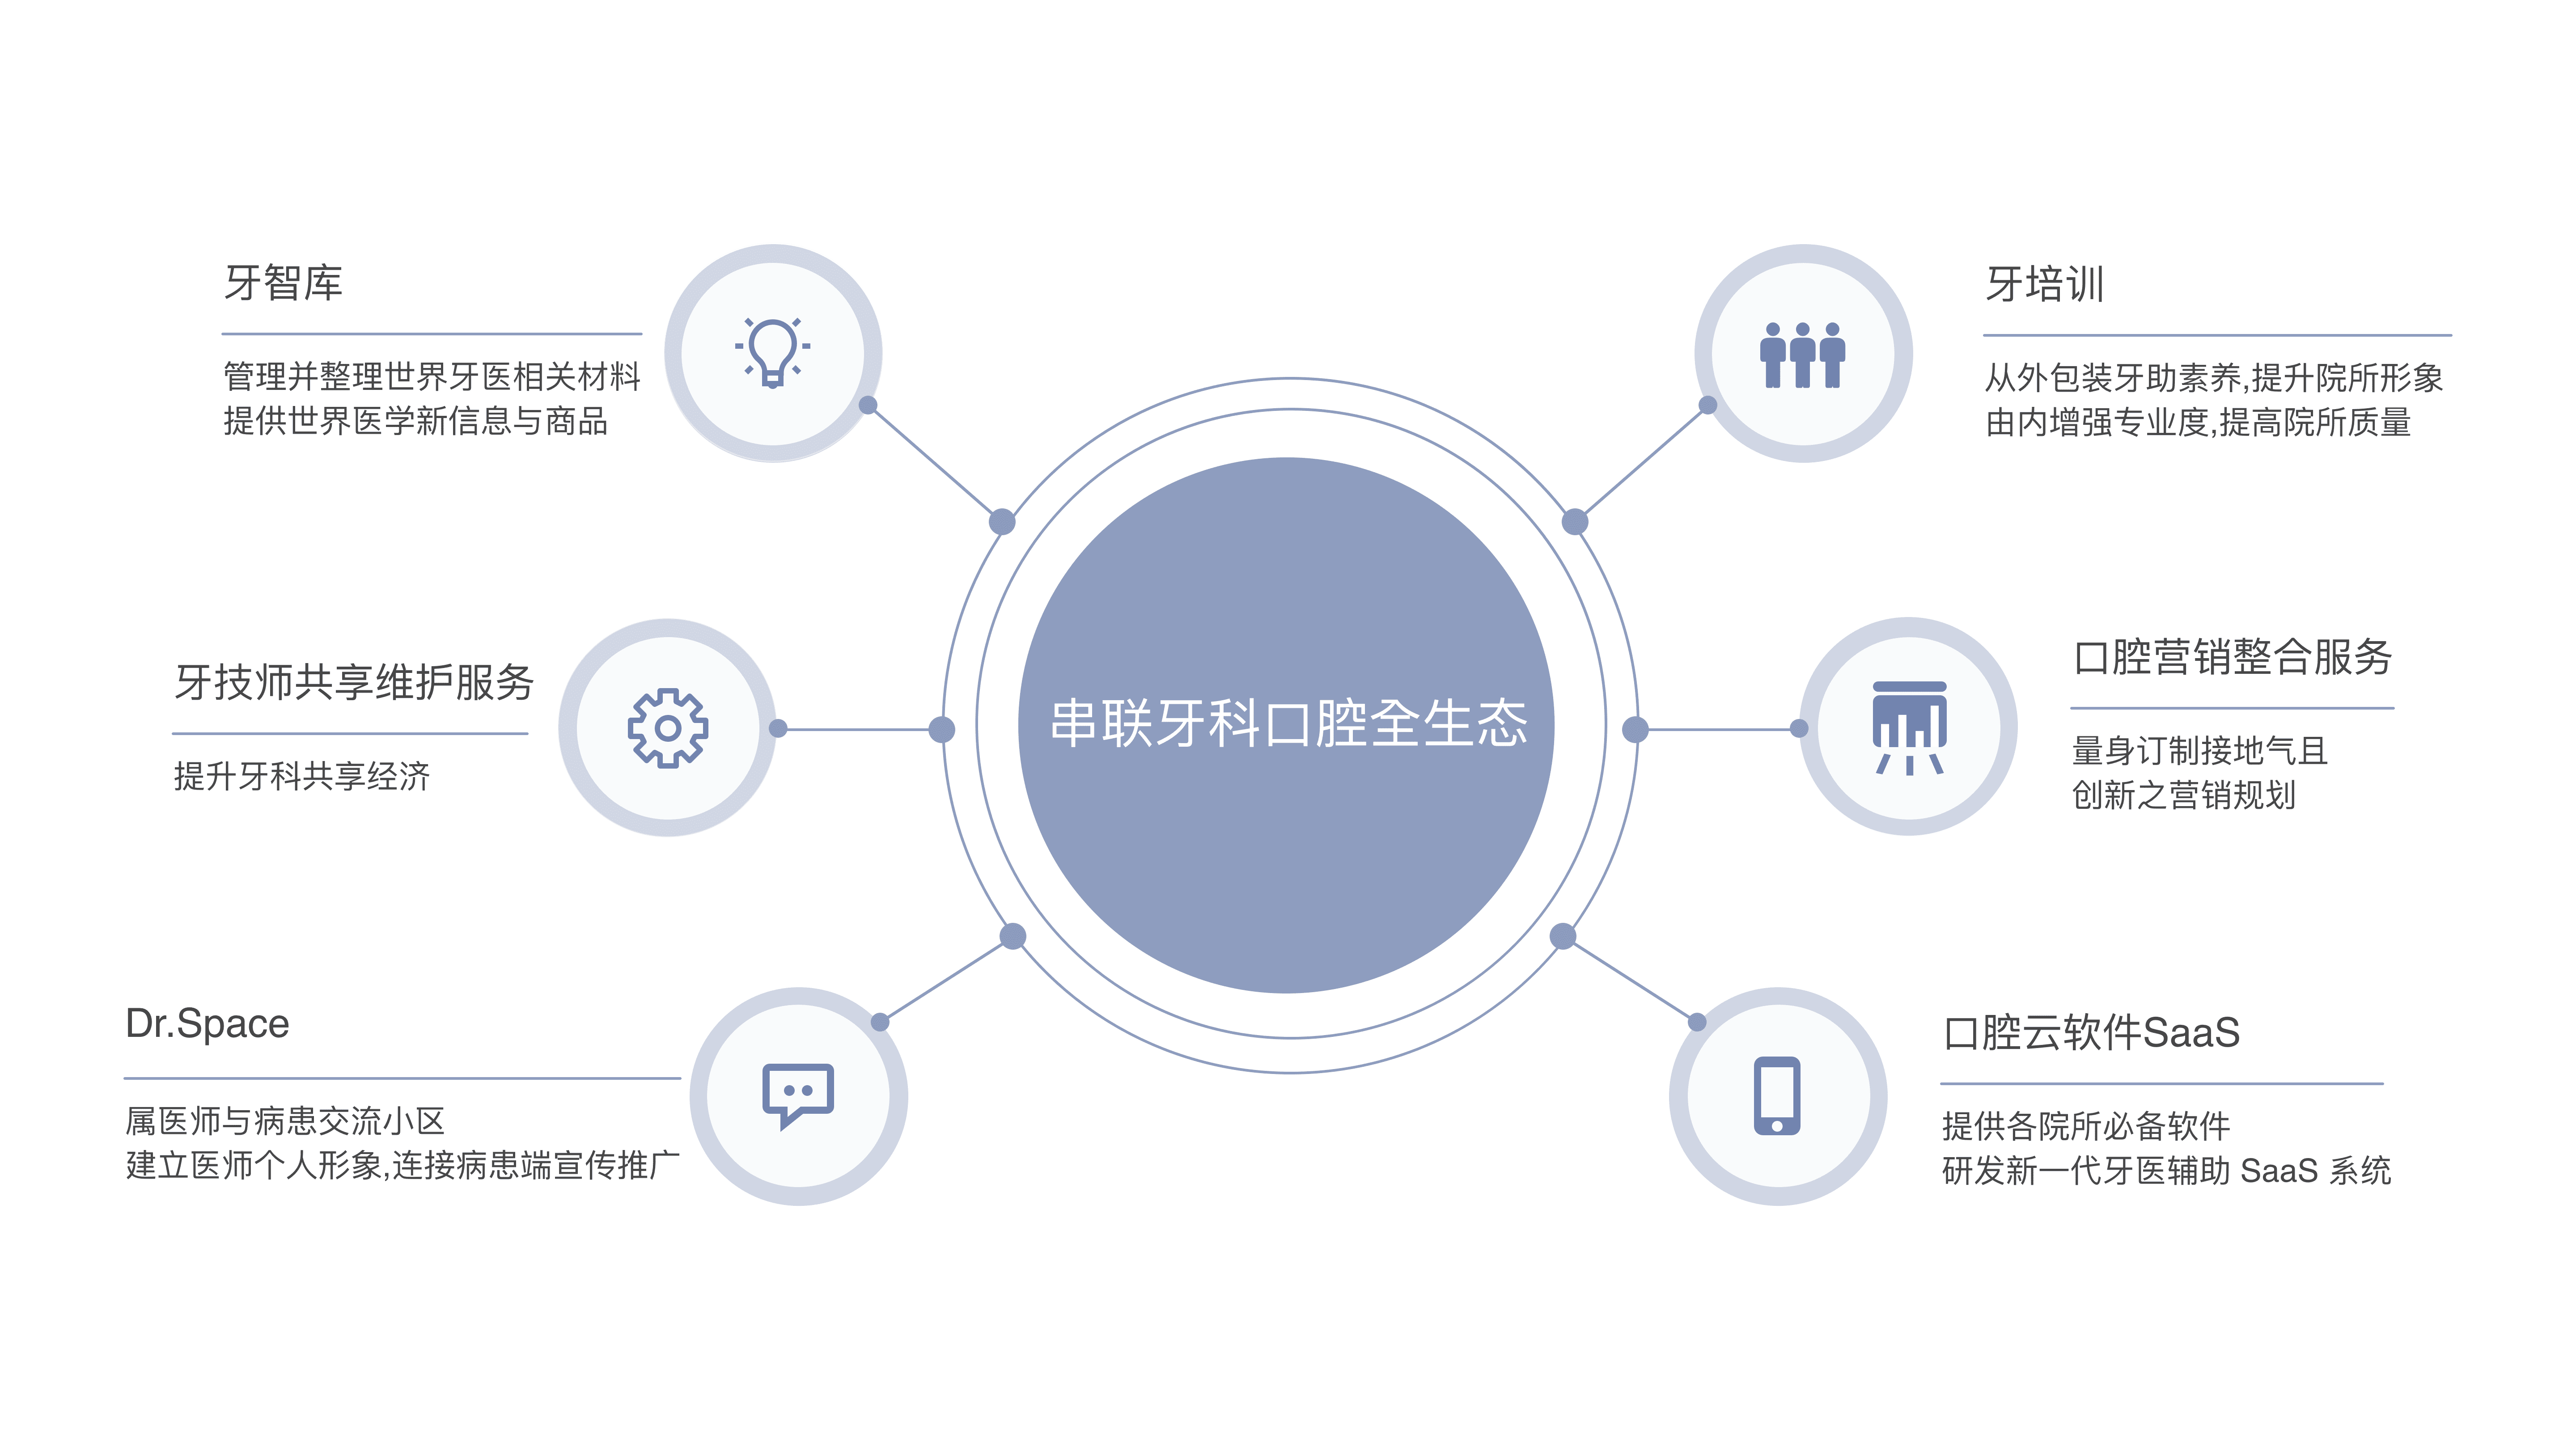 牙智库
管理并整理世界牙医相关材料
提供世界医学新信息与商品
牙技师共享维护服务
提升牙科共享经济
Dr.Space
属医师与病患交流小区
建立医师个人形象,连接病患端宣传推广
串联牙科口腔全生态
牙培训
从外包装牙助素养,提升院所形象
由内增强专业度,提高院所质量
口腔营销整合服务
量身订制接地气且
创新之营销规划
口腔云软件SaaS
提供各院所必备软件
研发新一代牙医辅助 SaaS 系统